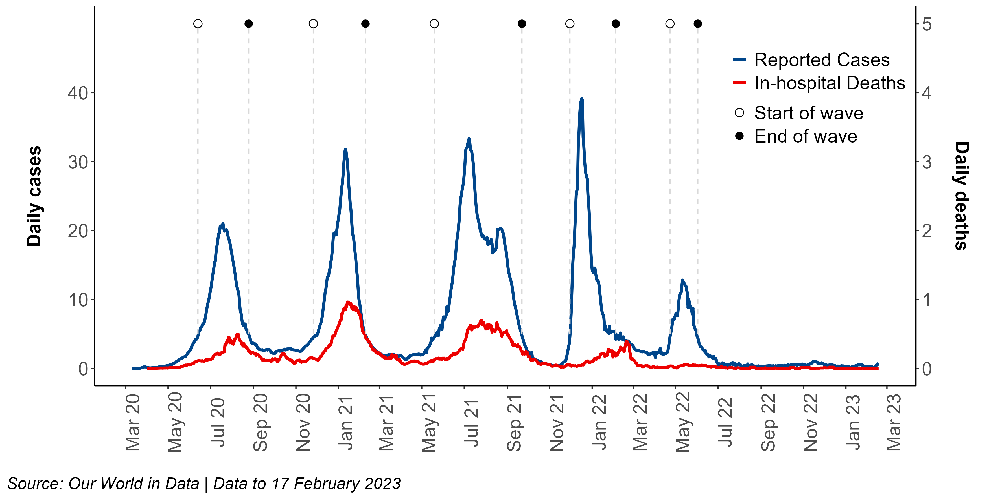 5
5
Reported Cases
In-hospital Deaths
Start of wave
End of wave
40
30
20
10
0
4
3
2
1
0
Daily cases
Daily deaths
Mar 20
May 20
Jul 20
Sep 20
Nov 20
Jan 21
Mar 21
May 21
Jul 21
Sep 21
Nov 21
Jan 22
Mar 22
May 22
Jul 22
Sep 22
Nov 22
Jan 23
Mar 23
Source: Our World in Data | Data to 17 February 2023